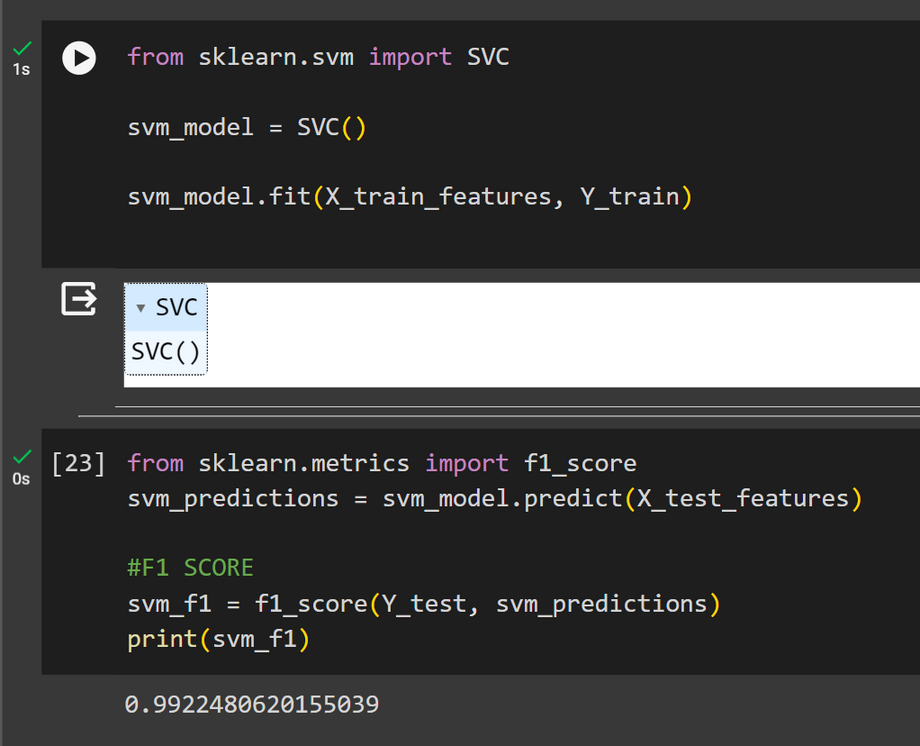 1s
from sklearn.svm import SVC
svm_model = SVC()
svm_model.fit(X_train_features, Y_train)
▾ SVC
SVC()
0s
[23] from sklearn.metrics import f1_score
svm_predictions = svm_model.predict(X_test_features)
#F1 SCORE
svm_f1 = f1_score(Y_test, svm_predictions)
print(svm_f1)
0.9922480620155039